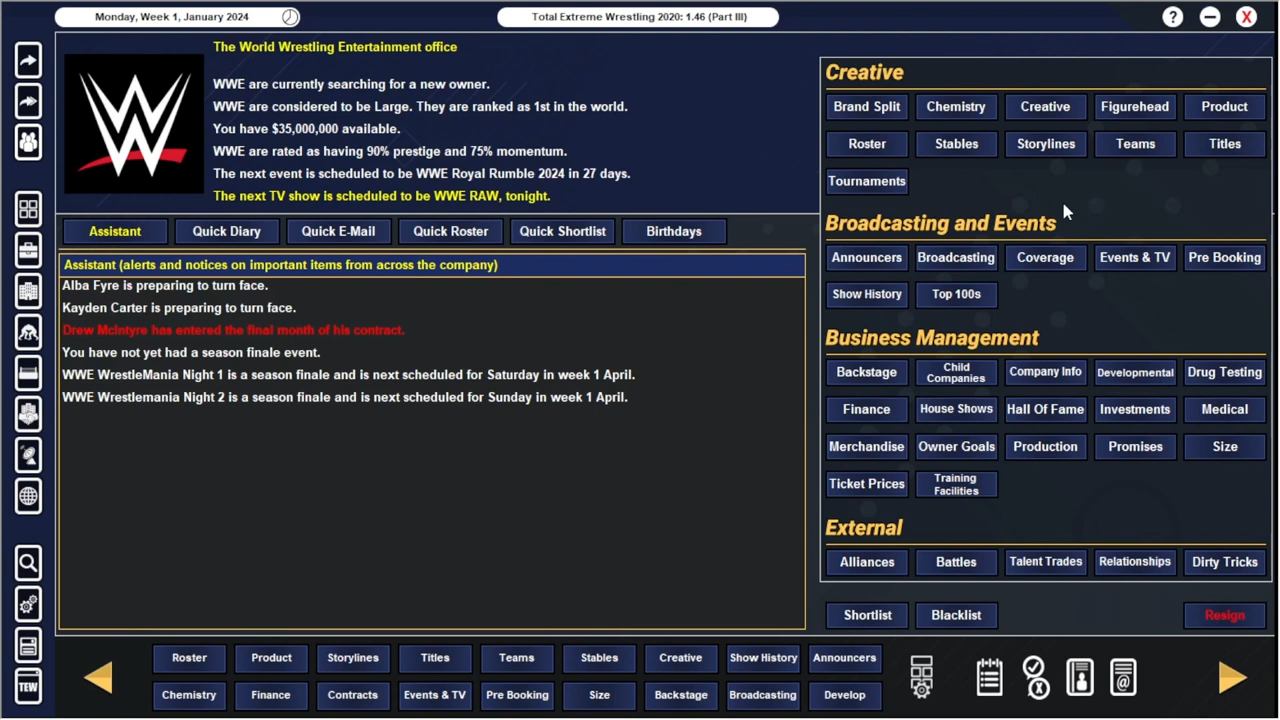 Monday, Week 1, January 2024
Total Extreme Wrestling 2020: 1.46 (Part III)
?
X
The World Wrestling Entertainment office
WWE are currently searching for a new owner.
WWE are considered to be Large. They are ranked as 1st in the world.
You have $35,000,000 available.
WWE are rated as having 90% prestige and 75% momentum.
The next event is scheduled to be WWE Royal Rumble 2024 in 27 days.
The next TV show is scheduled to be WWE RAW, tonight.
Assistant Quick Diary Quick E-Mail Quick Roster Quick Shortlist Birthdays
Assistant (alerts and notices on important items from across the company)
Alba Fyre is preparing to turn face.
Kayden Carter is preparing to turn face.
Drew McIntyre has entered the final month of his contract.
You have not yet had a season finale event.
WWE WrestleMania Night 1 is a season finale and is next scheduled for Saturday in week 1 April.
WWE Wrestlemania Night 2 is a season finale and is next scheduled for Sunday in week 1 April.
Creative
Brand Split Chemistry Creative Figurehead Product
Roster Stables Storylines Teams Titles
Tournaments
Broadcasting and Events
Announcers Broadcasting Coverage Events & TV Pre Booking
Show History Top 100s
Business Management
Backstage Child Companies Company Info Developmental Drug Testing
Finance House Shows Hall Of Fame Investments Medical
Merchandise Owner Goals Production Promises Size
Ticket Prices Training Facilities
External
Alliances Battles Talent Trades Relationships Dirty Tricks
Shortlist Blacklist Resign
TEW
Roster Product Storylines Titles Teams Stables Creative Show History Announcers
Chemistry Finance Contracts Events & TV Pre Booking Size Backstage Broadcasting Develop
@